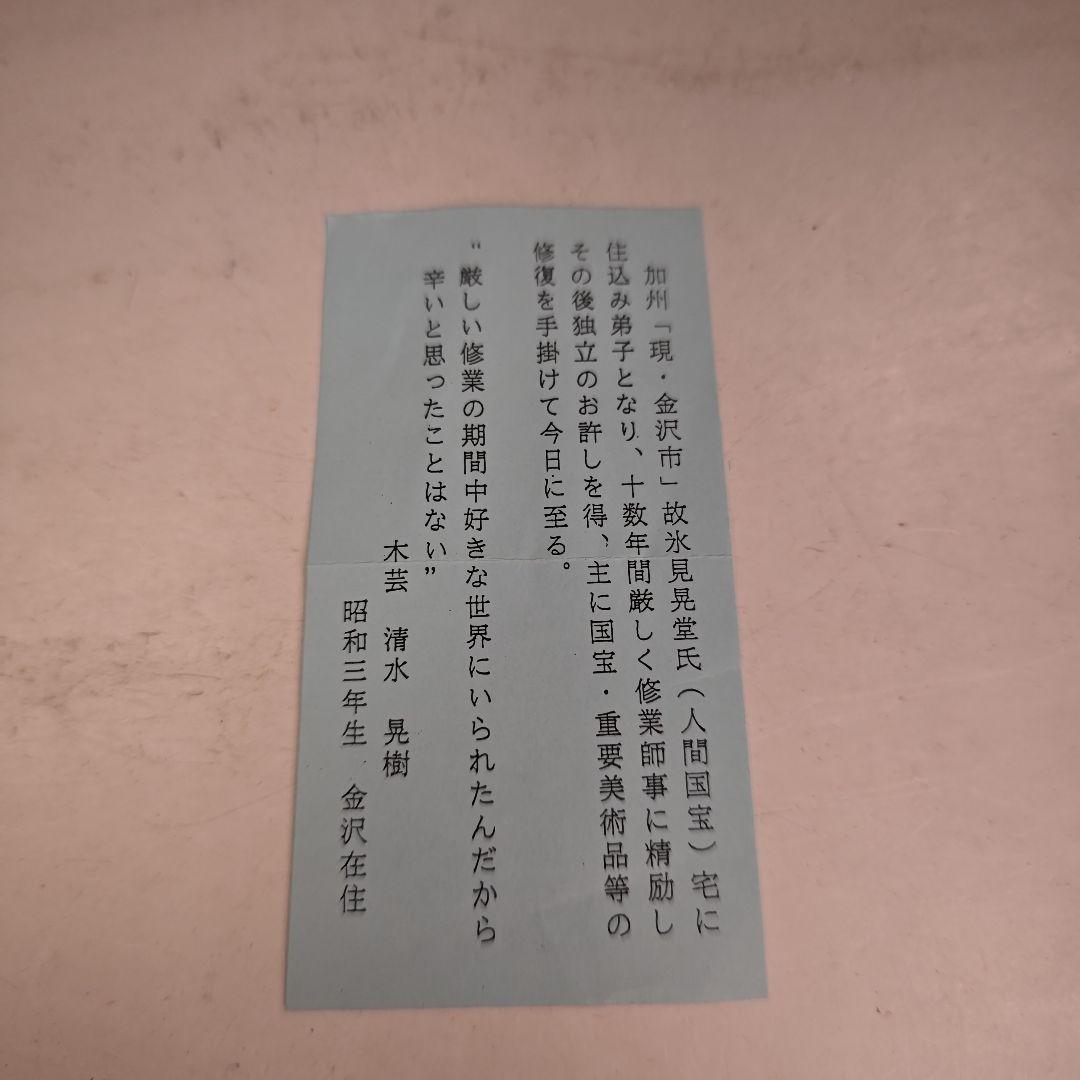 加州「現・金沢市」故氷見晃堂氏(人間国宝)宅に
住込み弟子となり、十数年間厳しく修業師事に精励し
その後独立のお許しを得、主に国宝・重要美術品等の
修復を手掛けて今日に至る。
"厳しい修業の期間中好きな世界にいられたんだから
辛いと思ったことはない"
木芸 清水 晃樹
昭和三年生 金沢在住